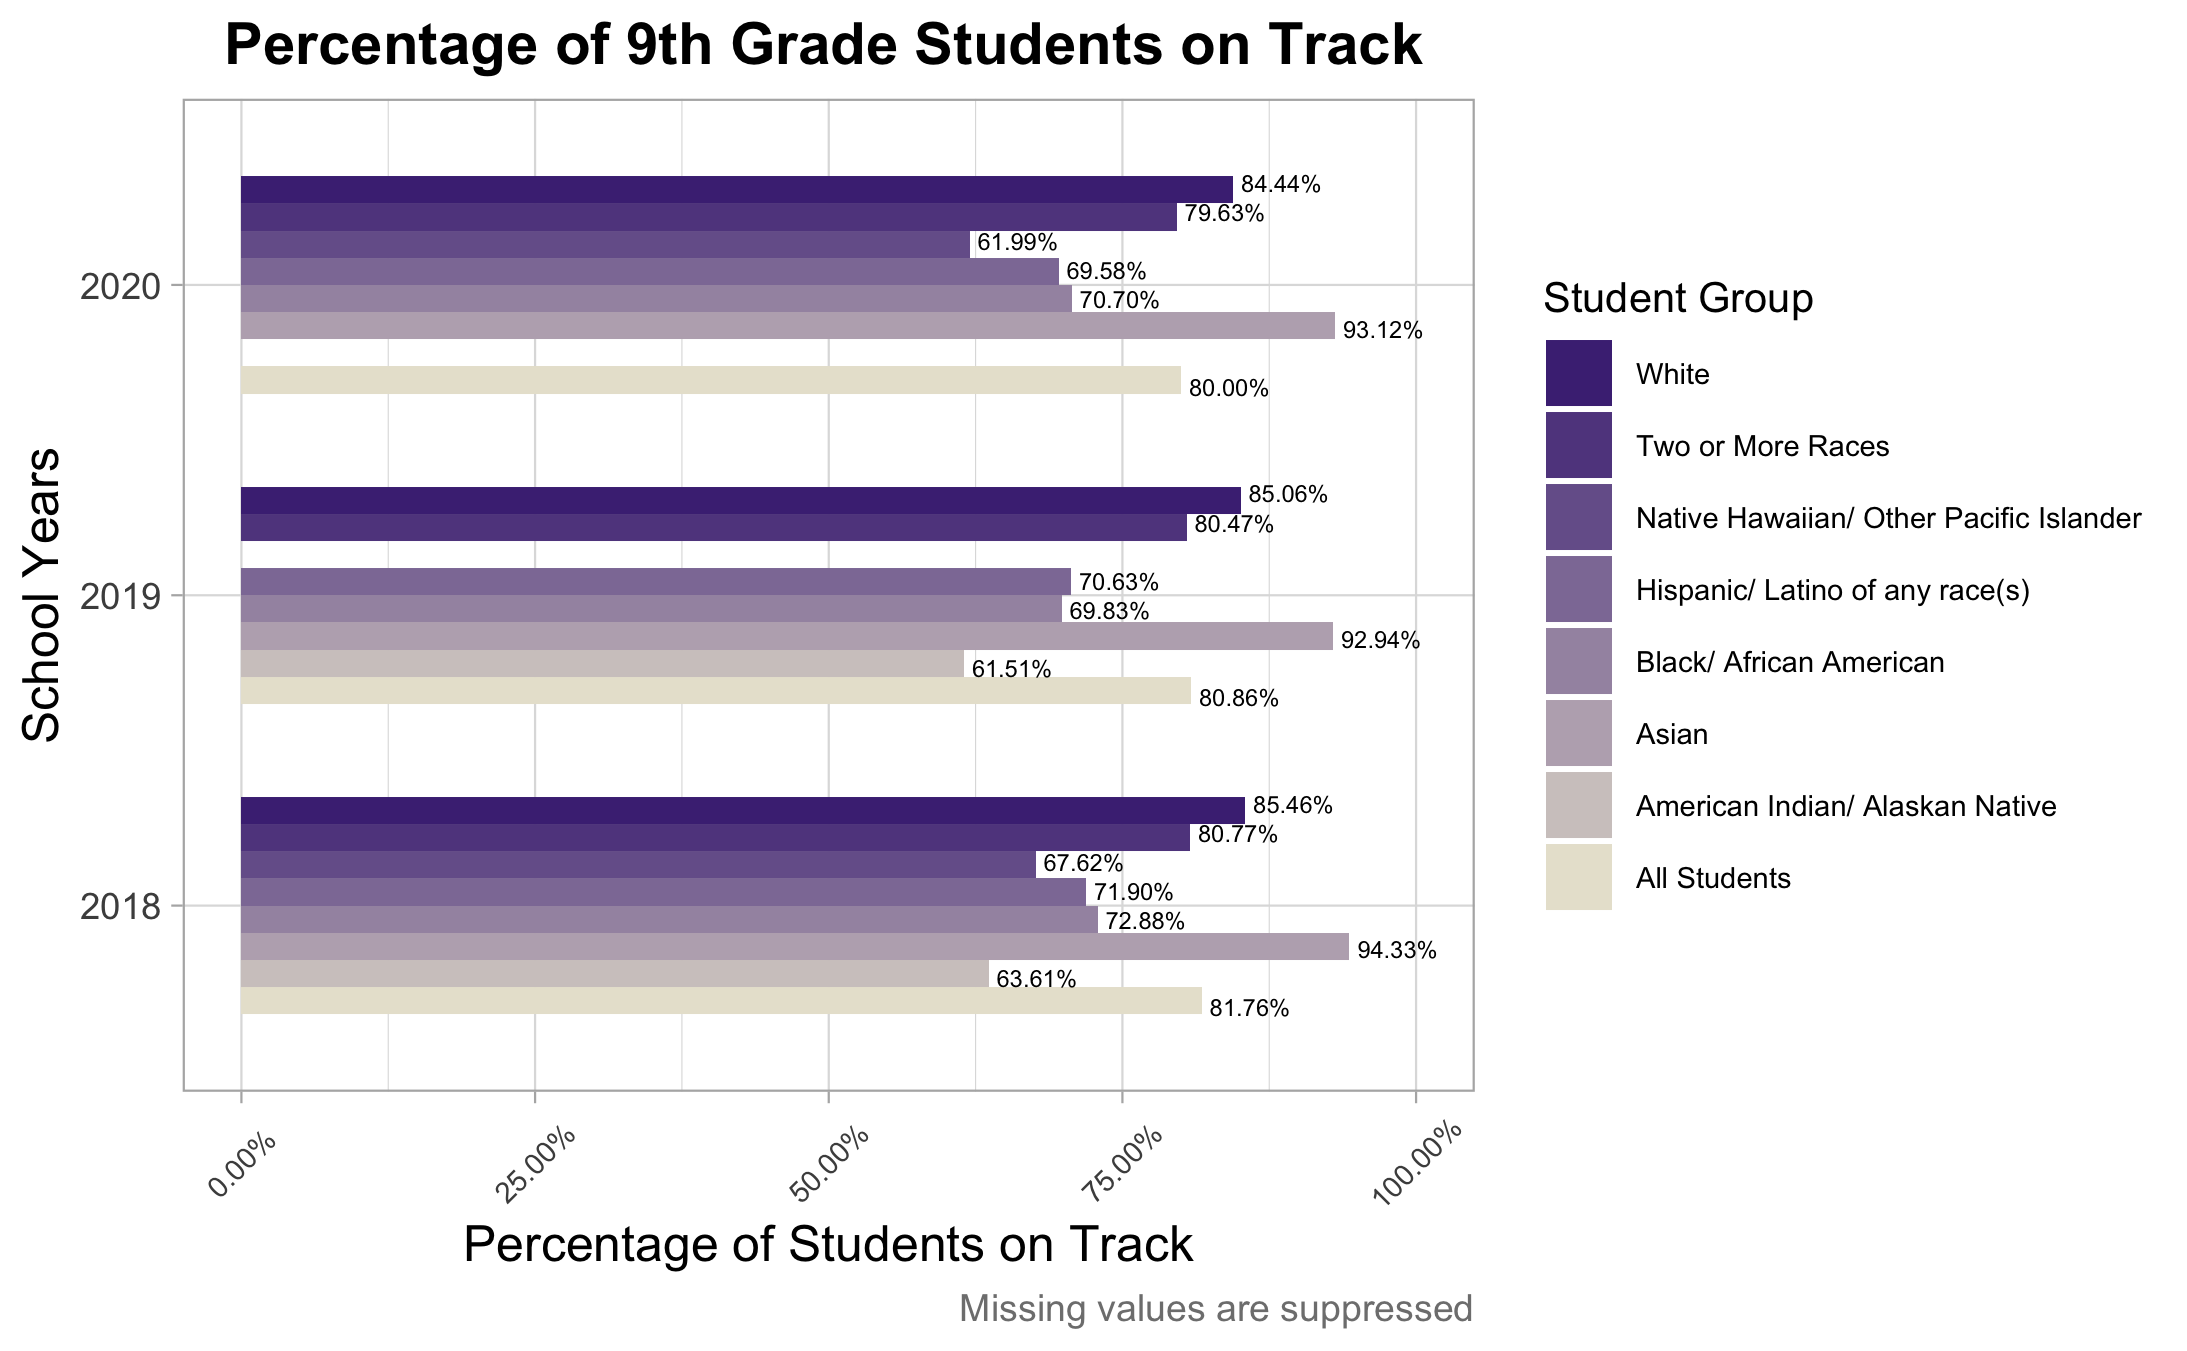 Percentage of 9th Grade Students on Track
School Years
2020
84.44%
79.63%
61.99%
69.58%
70.70%
93.12%
80.00%
2019
85.06%
80.47%
70.63%
69.83%
92.94%
61.51%
80.86%
2018
85.46%
80.77%
67.62%
71.90%
72.88%
94.33%
63.61%
81.76%
0.00%
25.00%
50.00%
75.00%
100.00%
Percentage of Students on Track
Missing values are suppressed
Student Group
White
Two or More Races
Native Hawaiian/ Other Pacific Islander
Hispanic/ Latino of any race(s)
Black/ African American
Asian
American Indian/ Alaskan Native
All Students